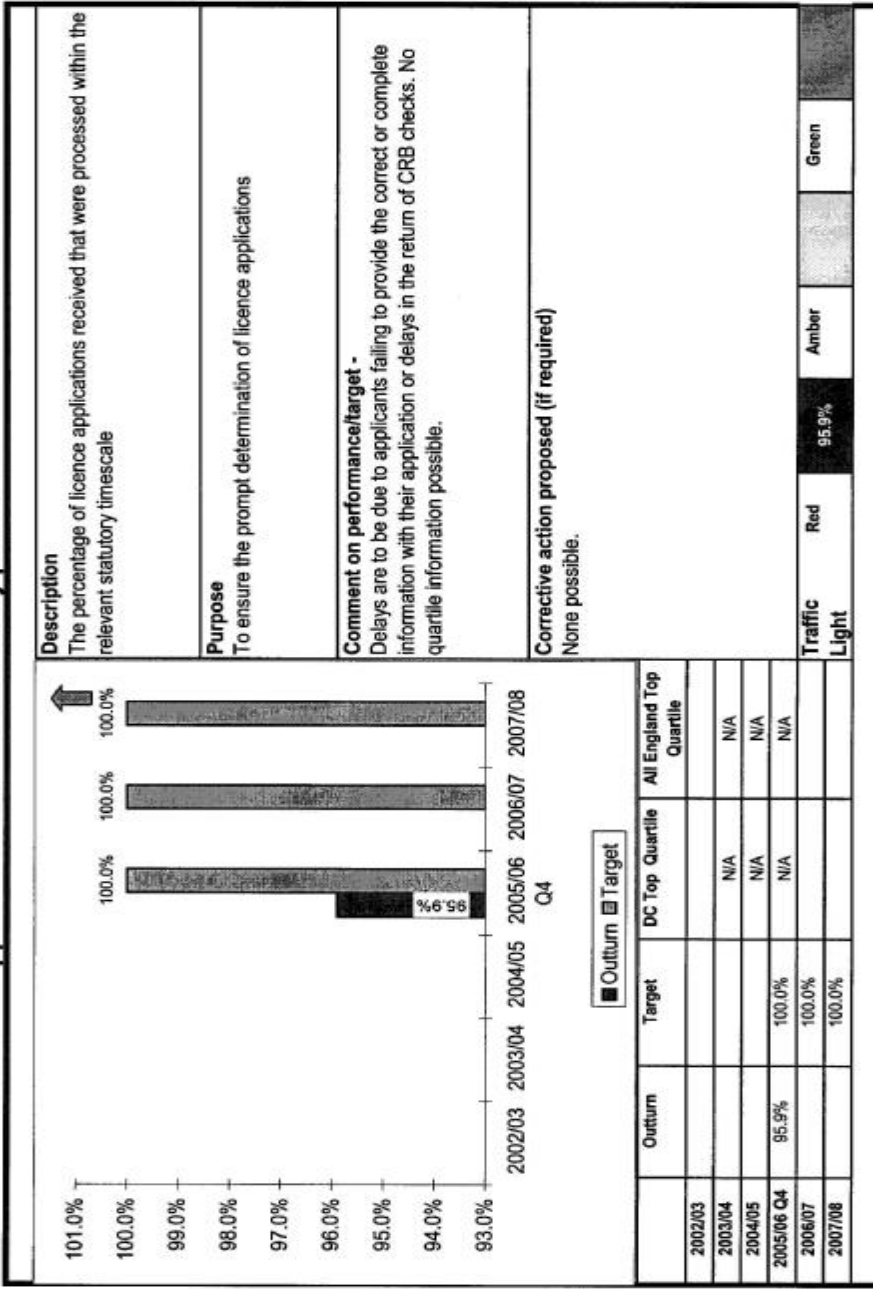 101.0%
100.0%
99.0%
98.0%
97.0%
96.0%
95.0%
94.0%
93.0%
95.9%
100.0%
100.0%
100.0%
2002/03 2003/04 2004/05 2005/06 2006/07 2007/08
Q4
Outturn Target
Outturn Target DC Top Quartile All England Top Quartile
2002/03
2003/04 N/A N/A
2004/05 N/A N/A
2005/06 Q4 95.9% 100.0% N/A N/A
2006/07 100.0%
2007/08 100.0%
Description
The percentage of licence applications received that were processed within the
relevant statutory timescale
Purpose
To ensure the prompt determination of licence applications
Comment on performance/target -
Delays are to be due to applicants failing to provide the correct or complete
information with their application or delays in the return of CRB checks. No
quartile information possible.
Corrective action proposed (if required)
None possible.
Traffic Light Red 95.9% Amber Green